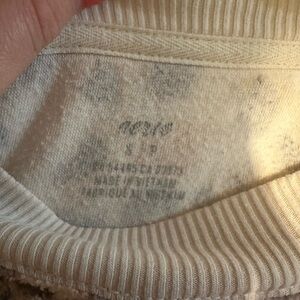 aerie
S / P
MADE IN VIETNAM
FABRIQUÉ AU VIETNAM